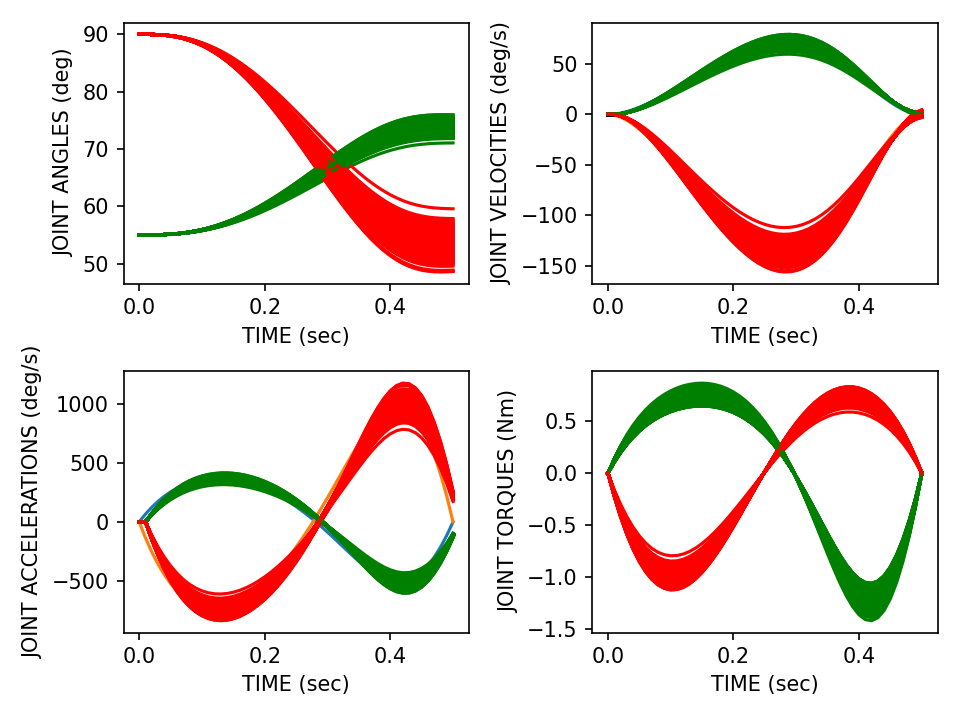 JOINT ANGLES (deg)
90
80
70
60
50
0.0 0.2 0.4
TIME (sec)
JOINT VELOCITIES (deg/s)
50
0
−50
−100
−150
0.0 0.2 0.4
TIME (sec)
JOINT ACCELERATIONS (deg/s)
1000
500
0
−500
0.0 0.2 0.4
TIME (sec)
JOINT TORQUES (Nm)
0.5
0.0
−0.5
−1.0
−1.5
0.0 0.2 0.4
TIME (sec)